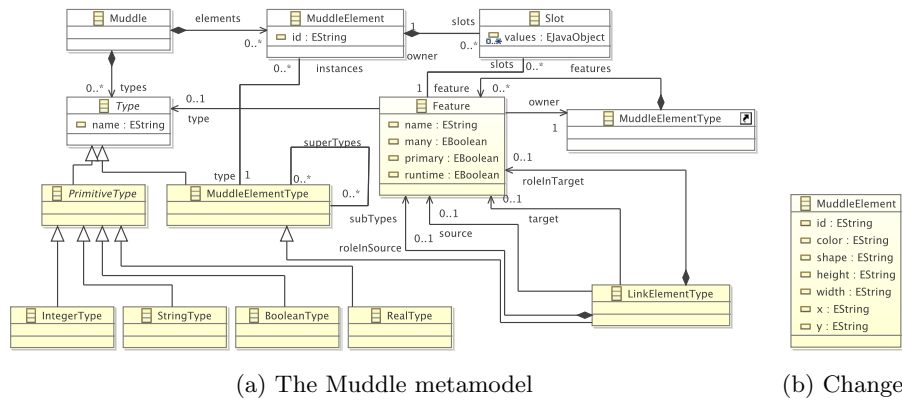 Muddle
elements
0..*
MuddleElement
id : EString
1
owner
slots
0..*
Slot
values : EJavaObject
0..*
types
0..*
instances
slots
0..*
features
0..*
1
feature
Type
name : EString
0..1
type
Feature
name : EString
many : EBoolean
primary : EBoolean
runtime : EBoolean
owner
1
MuddleElementType
superTypes
0..*
0..*
subTypes
type
1
PrimitiveType
MuddleElementType
0..1
roleInTarget
0..1
target
0..1
source
0..1
roleInSource
MuddleElement
id : EString
color : EString
shape : EString
height : EString
width : EString
x : EString
y : EString
LinkElementType
IntegerType
StringType
BooleanType
RealType
(a) The Muddle metamodel
(b) Change